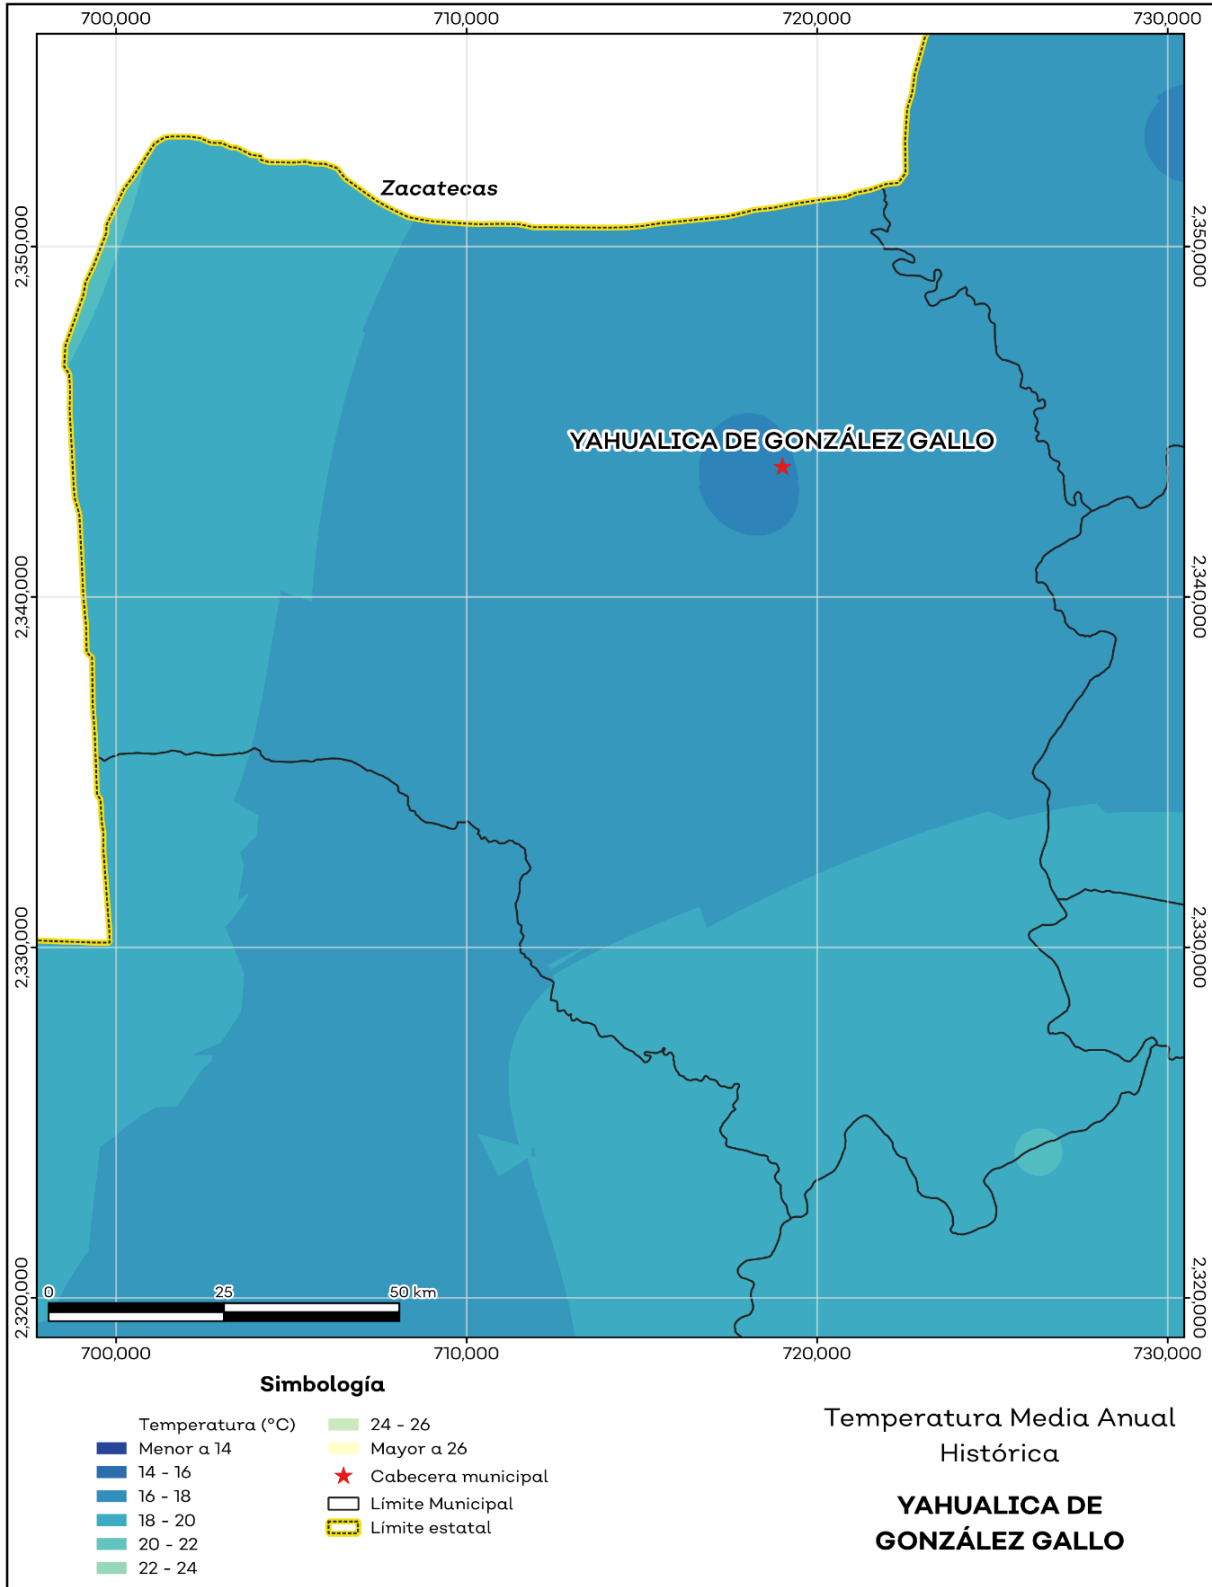 700,000
710,000
720,000
730,000
Zacatecas
2,350,000
2,350,000
YAHUALICA DE GONZÁLEZ GALLO
2,340,000
2,340,000
2,330,000
2,330,000
2,320,000
2,320,000
0 25 50 km
700,000
710,000
720,000
730,000
Simbología
Temperatura (°C)
Menor a 14
14 - 16
16 - 18
18 - 20
20 - 22
22 - 24
24 - 26
Mayor a 26
Cabecera municipal
Límite Municipal
Límite estatal
Temperatura Media Anual
Histórica
YAHUALICA DE
GONZÁLEZ GALLO